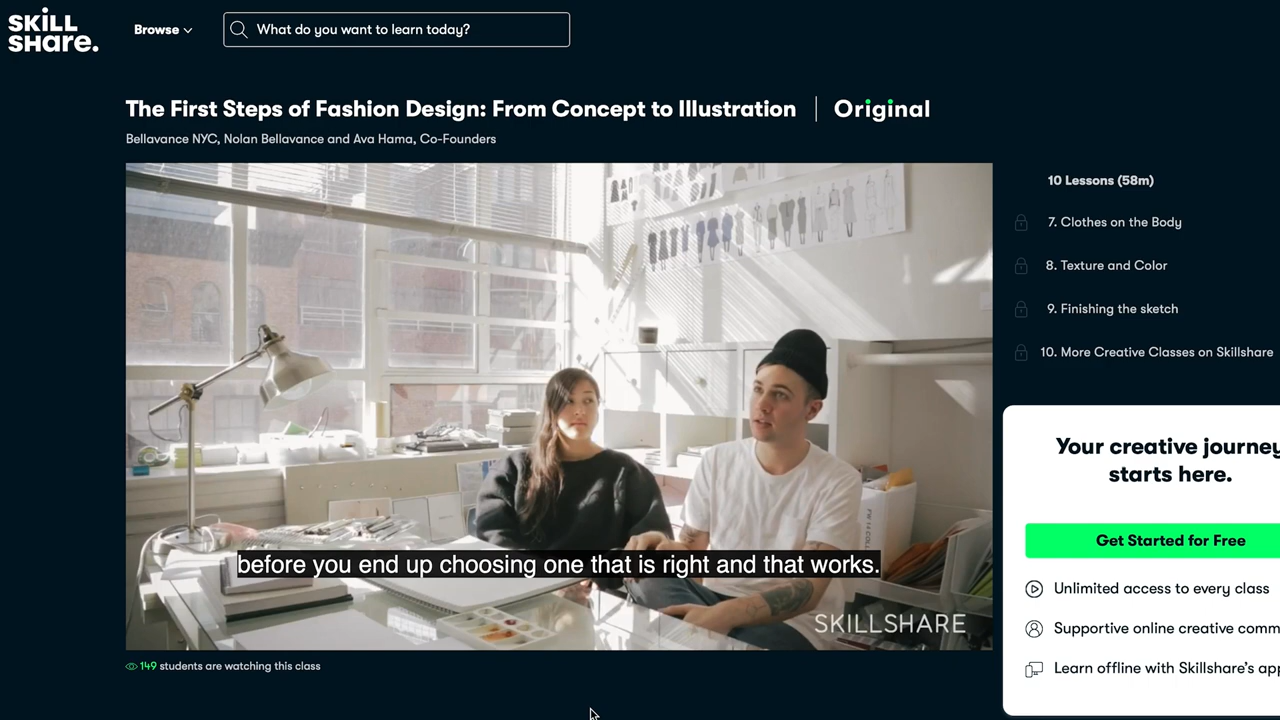 SKILL
SHare.
Browse
What do you want to learn today?
The First Steps of Fashion Design: From Concept to Illustration
Original
Bellavance NYC, Nolan Bellavance and Ava Hama, Co-Founders
10 Lessons (58m)
7. Clothes on the Body
8. Texture and Color
9. Finishing the sketch
10. More Creative Classes on Skillshare
before you end up choosing one that is right and that works.
SKILLSHARE
149 students are watching this class
Your creative journey
starts here.
Get Started for Free
Unlimited access to every class
Supportive online creative comm
Learn offline with Skillshare's app